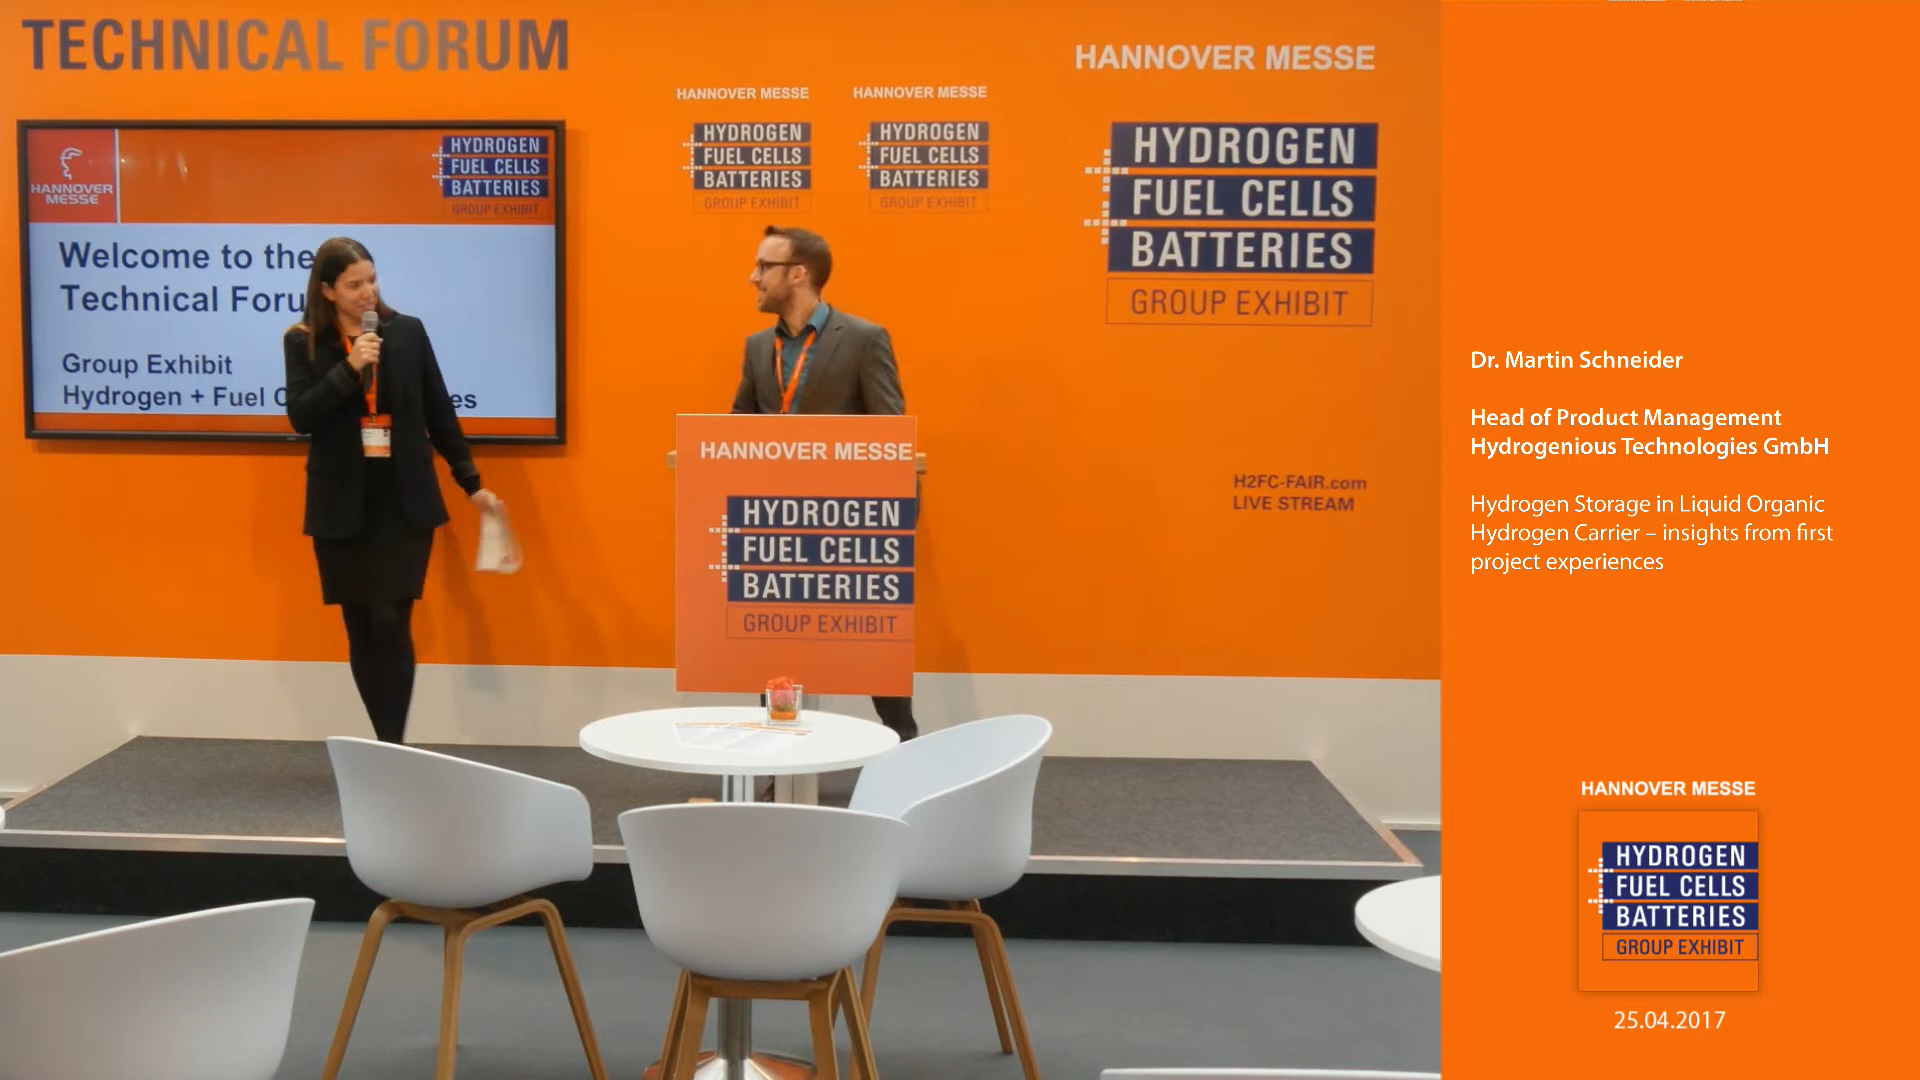 TECHNICAL FORUM
HANNOVER
MESSE
HYDROGEN
FUEL CELLS
BATTERIES
GROUP EXHIBIT
Welcome to the
Technical Foru
Group Exhibit
Hydrogen + Fuel C es
HANNOVER MESSE
HYDROGEN
FUEL CELLS
BATTERIES
GROUP EXHIBIT
HANNOVER MESSE
HYDROGEN
FUEL CELLS
BATTERIES
GROUP EXHIBIT
HANNOVER MESSE
HYDROGEN
FUEL CELLS
BATTERIES
GROUP EXHIBIT
H2FC-FAIR.com
LIVE STREAM
HANNOVER MESSE
HYDROGEN
FUEL CELLS
BATTERIES
GROUP EXHIBIT
Dr. Martin Schneider
Head of Product Management
Hydrogenious Technologies GmbH
Hydrogen Storage in Liquid Organic
Hydrogen Carrier – insights from first
project experiences
HANNOVER MESSE
HYDROGEN
FUEL CELLS
BATTERIES
GROUP EXHIBIT
25.04.2017